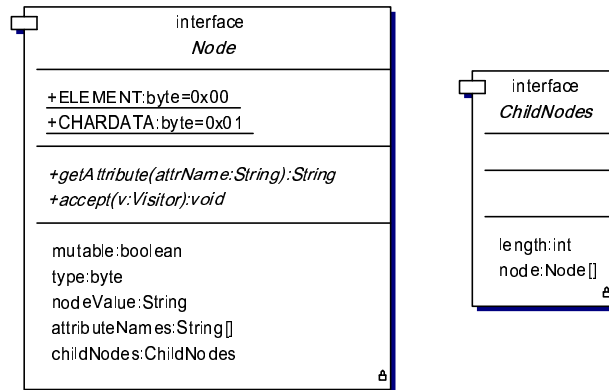 interface
Node
+ELEMENT:byte=0x00
+CHARDATA:byte=0x01
+getAttribute(attrName:String):String
+accept(v:Visitor):void
mutable:boolean
type:byte
nodeValue:String
attributeNames:String[]
childNodes:ChildNodes
interface
ChildNodes
length:int
node:Node[]